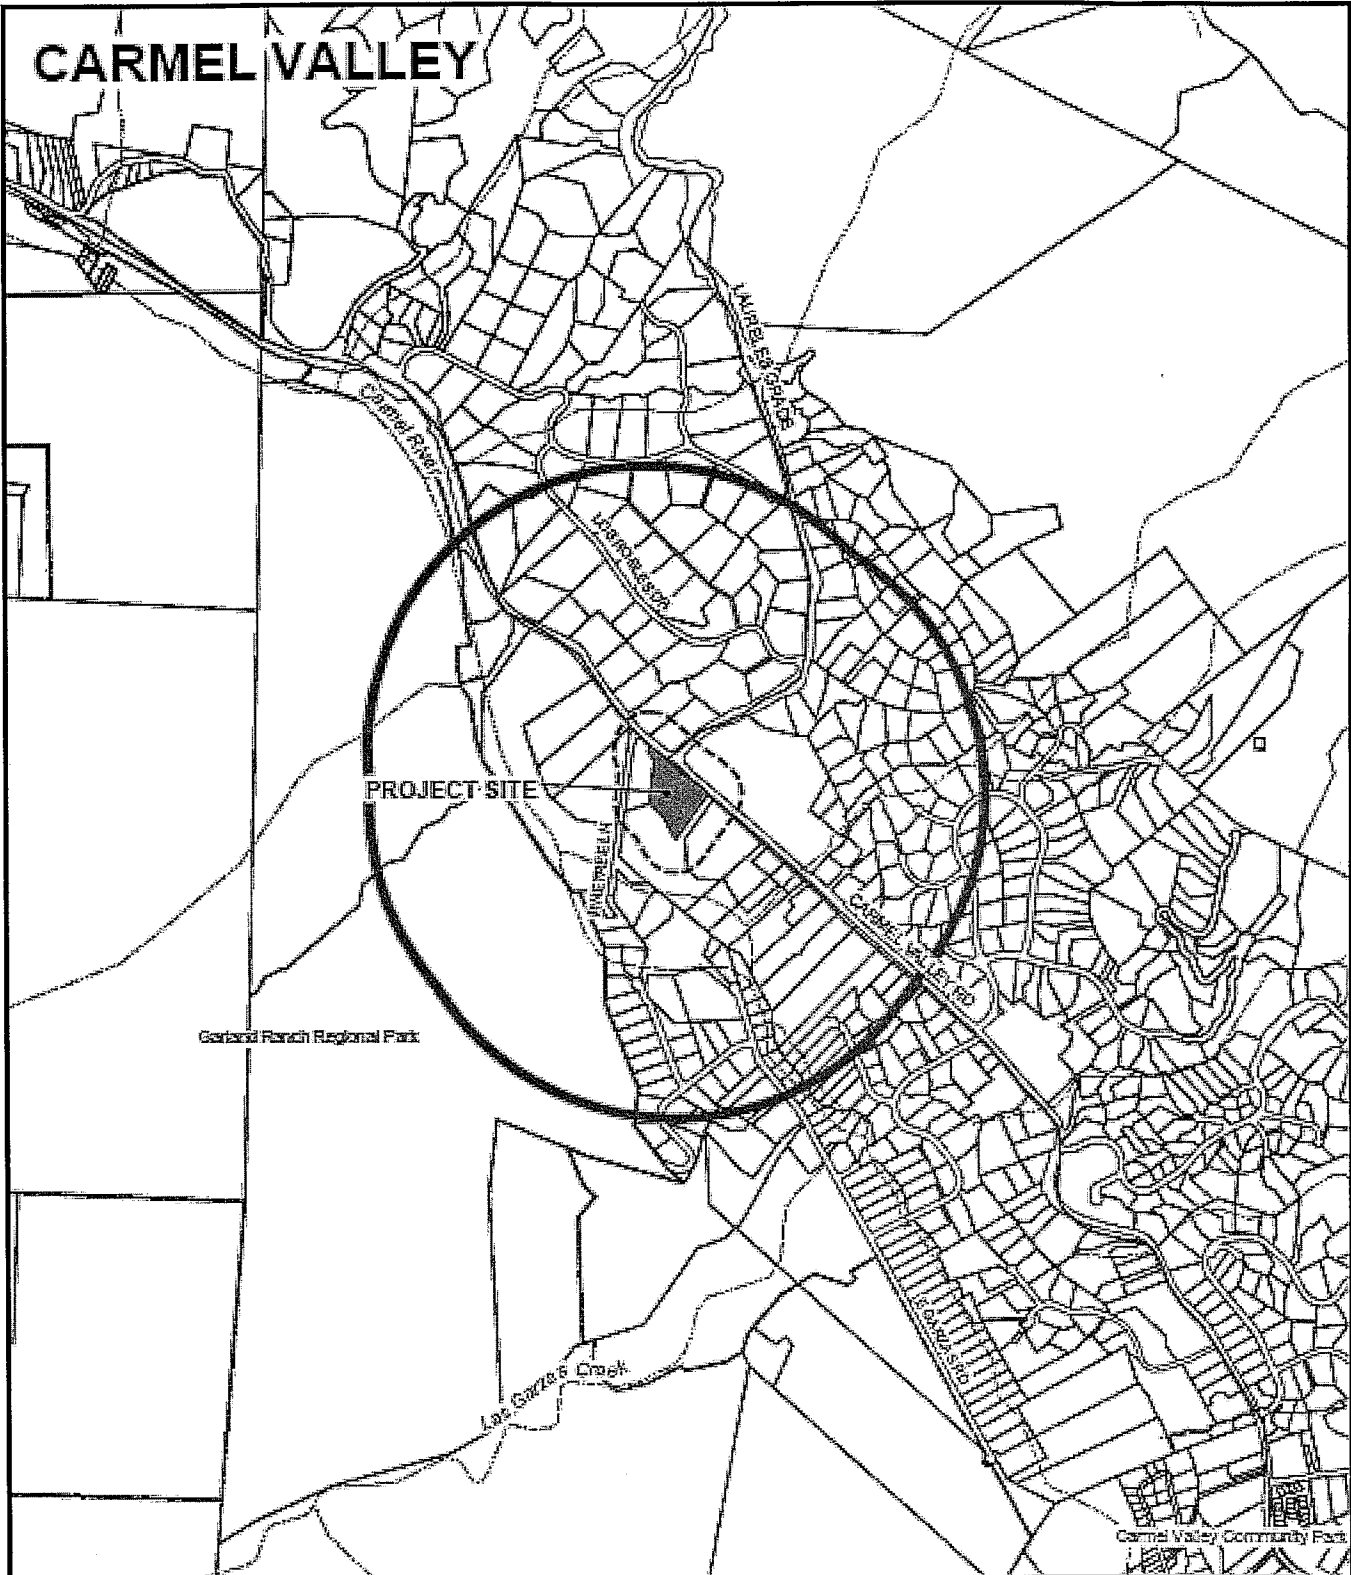 CARMEL VALLEY
LAURELES GRADE
Carmel River
LOS ROBLES DR
PROJECT SITE
CARMEL VALLEY RD
Garland Ranch Regional Park
Las Garzas Creek
Carmel Valley Community Park